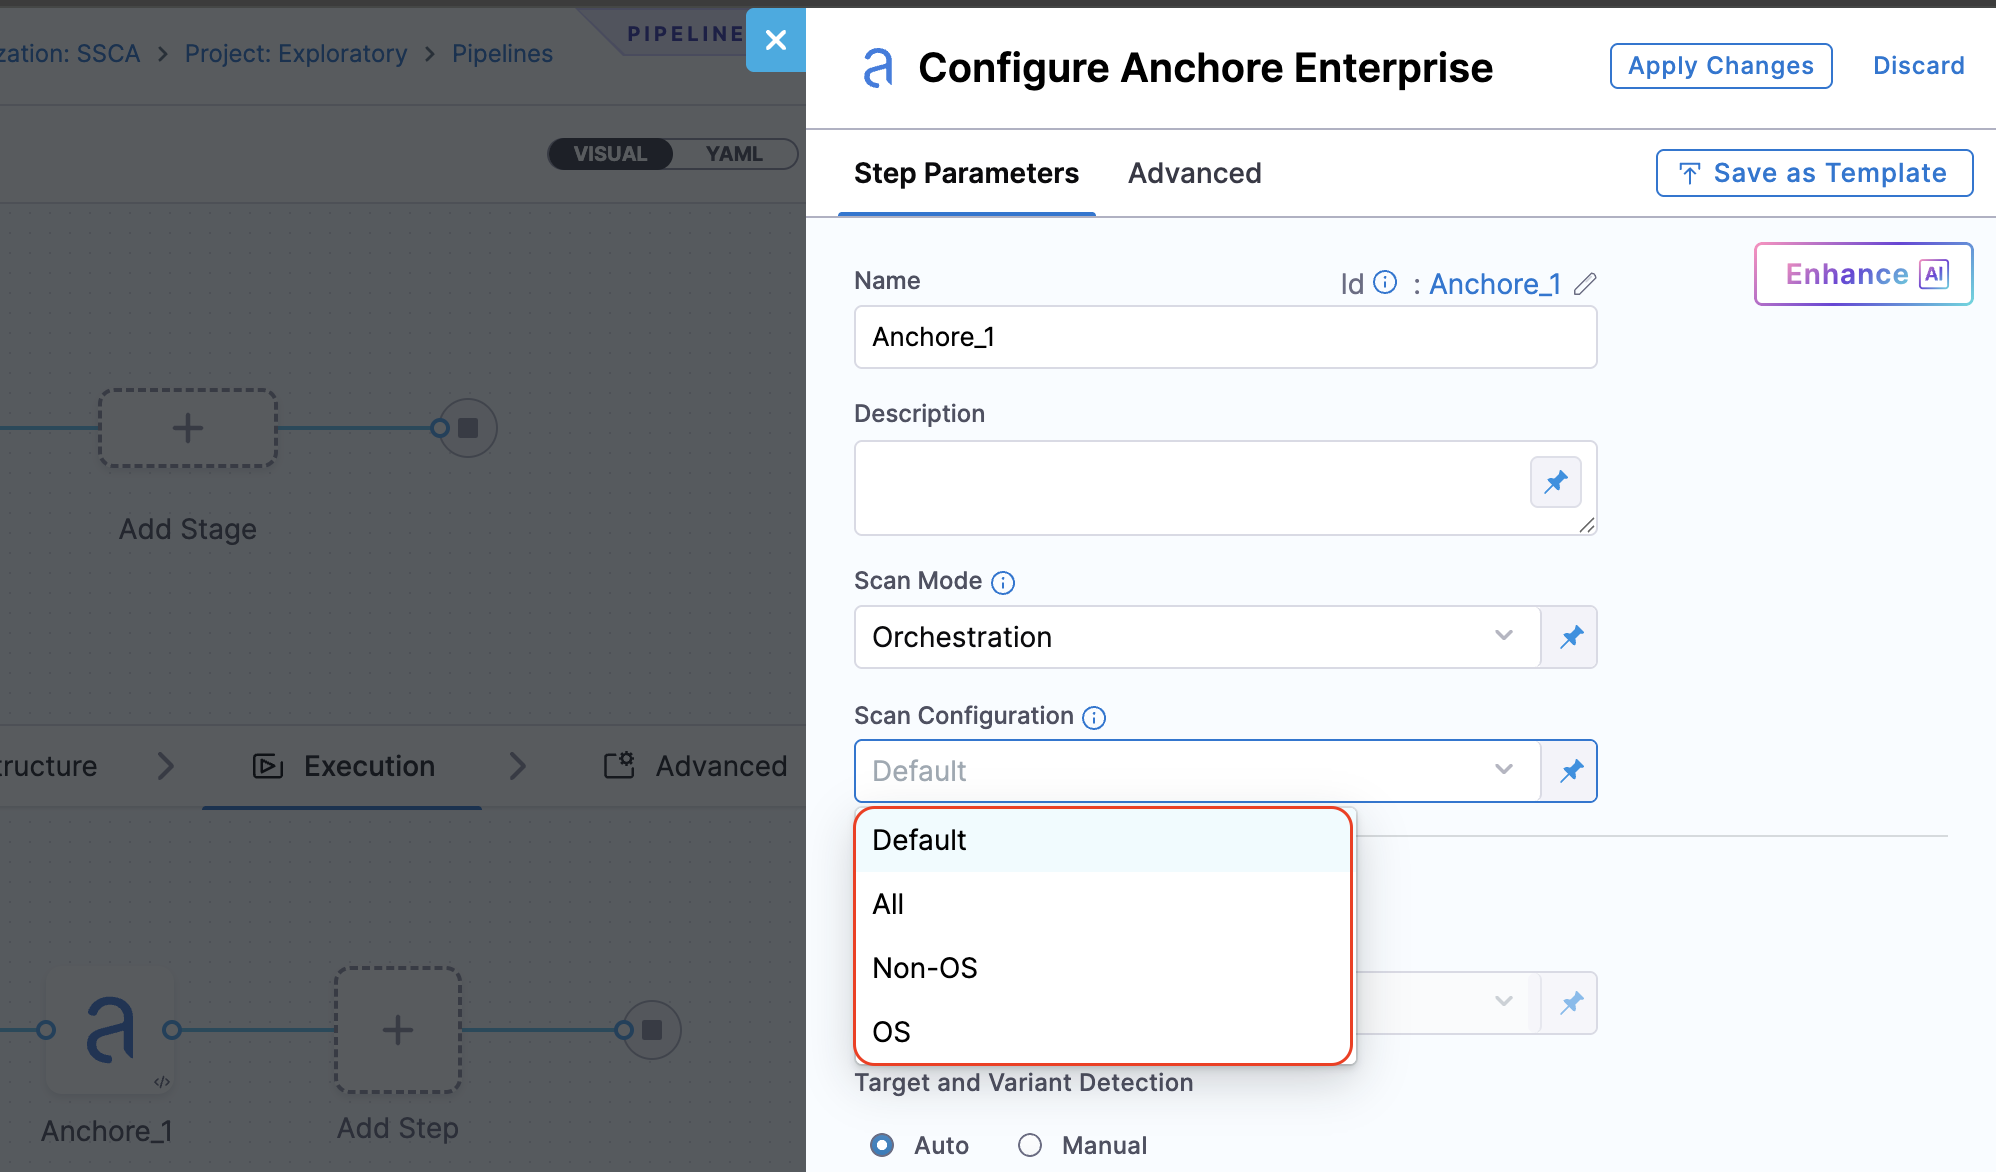 zation: SSCA > Project: Exploratory > Pipelines
PIPELINE
VISUAL
YAML
Add Stage
tructure
Execution
Advanced
Anchore_1
Add Step
Configure Anchore Enterprise
Apply Changes
Discard
Step Parameters
Advanced
Save as Template
Name
Id : Anchore_1
Enhance AI
Anchore_1
Description
Scan Mode
Orchestration
Scan Configuration
Default
Default
All
Non-OS
OS
Target and Variant Detection
Auto
Manual